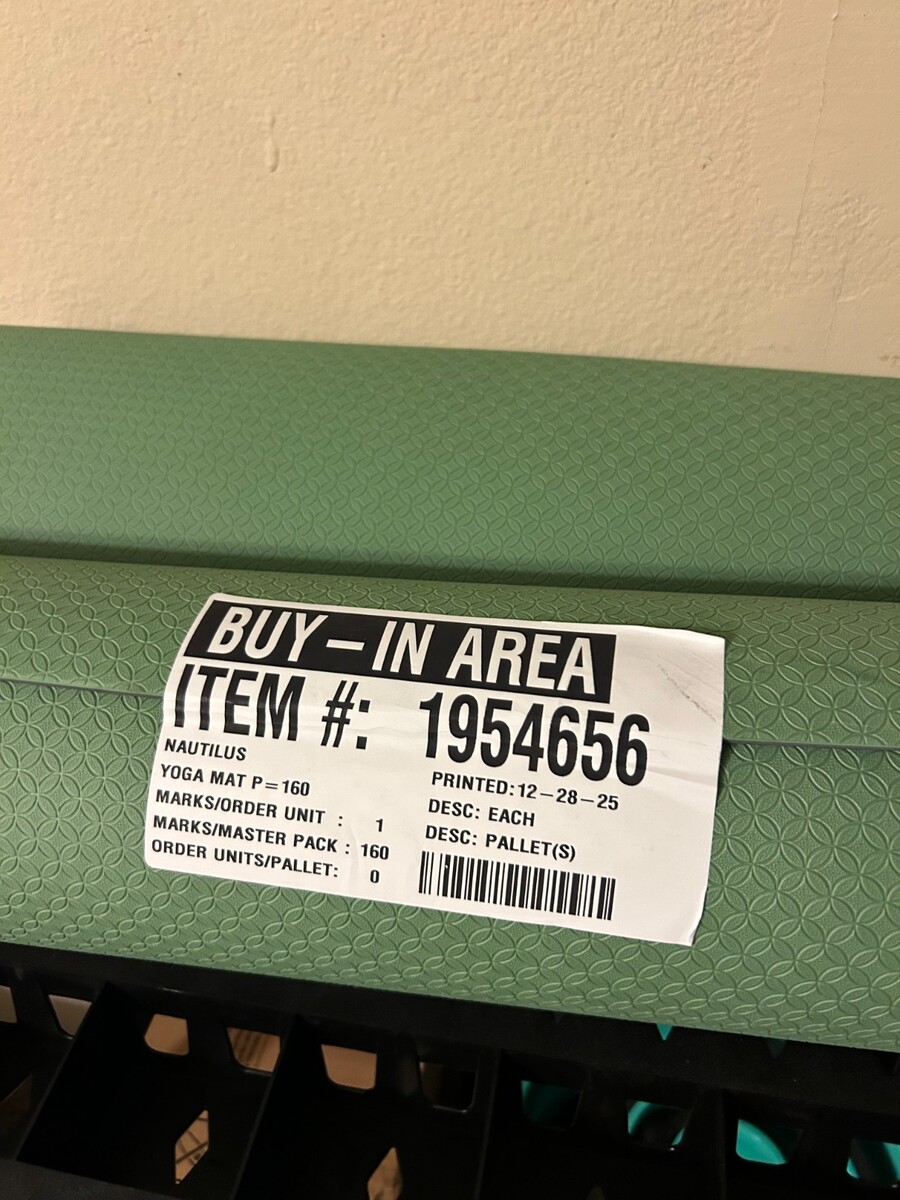 BUY-IN AREA
ITEM #: 1954656
NAUTILUS
YOGA MAT P=160 PRINTED:12-28-25
MARKS/ORDER UNIT : 1 DESC: EACH
MARKS/MASTER PACK : 160 DESC: PALLET(S)
ORDER UNITS/PALLET: 0